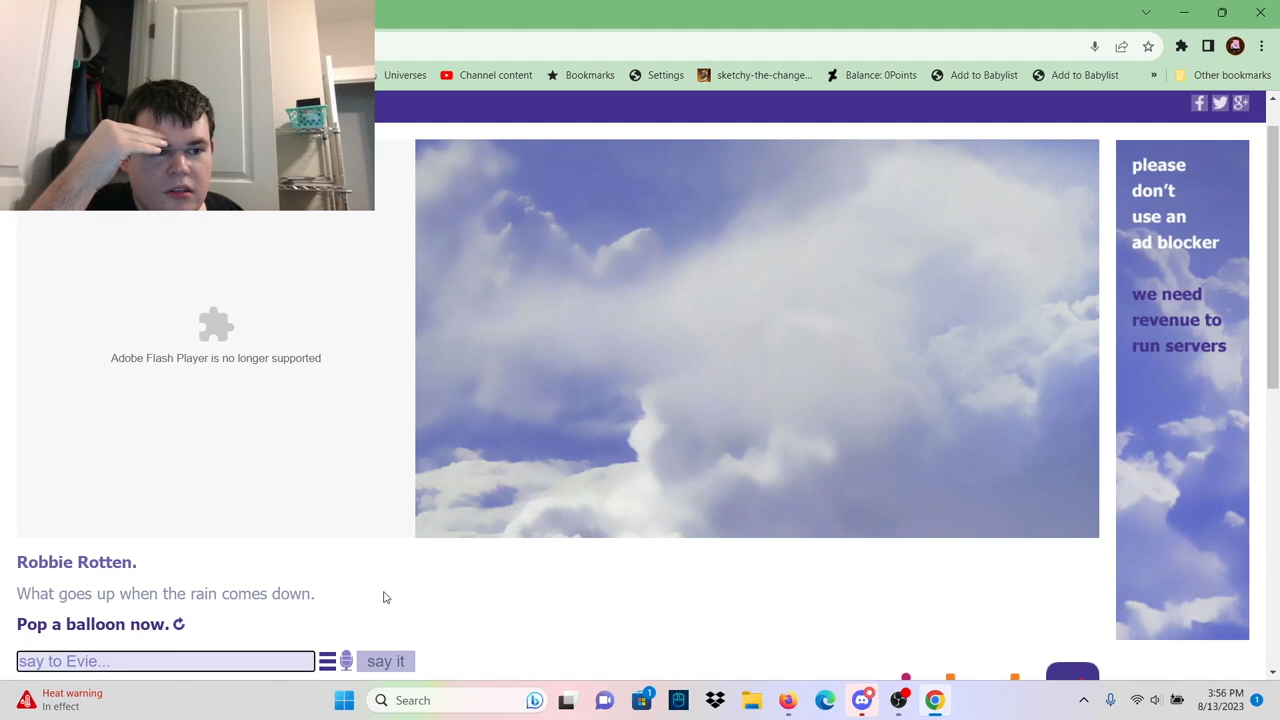 Universes
Channel content
Bookmarks
Settings
sketchy-the-change...
Balance: 0Points
Add to Babylist
Add to Babylist
»
Other bookmarks
please
don't
use an
ad blocker
we need
revenue to
run servers
Adobe Flash Player is no longer supported
Robbie Rotten.
What goes up when the rain comes down.
Pop a balloon now.
say to Evie...
say it
Heat warning
In effect
Search
1
3:56 PM
8/13/2023
1